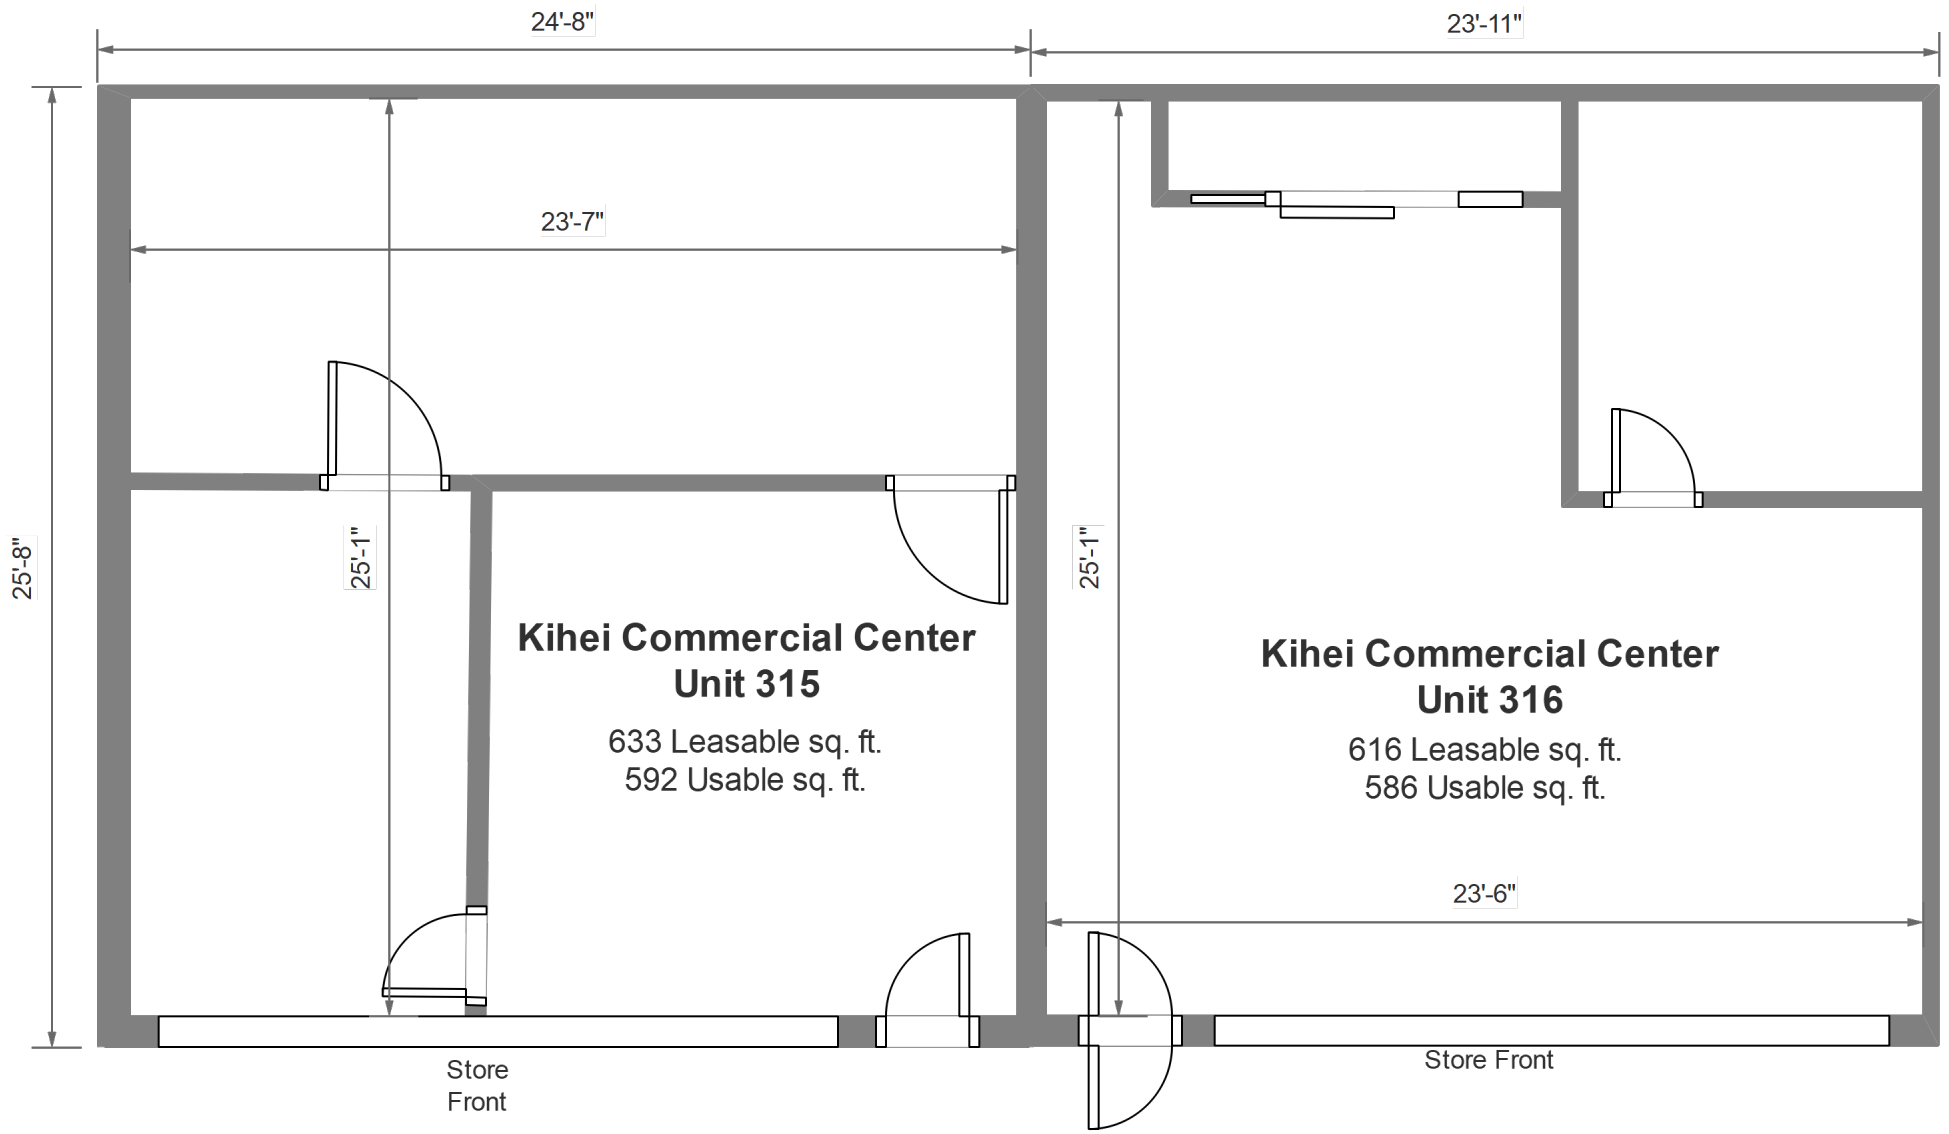 24'-8"
23'-11"
23'-7"
25'-8"
25'-1"
25'-1"
Kihei Commercial Center
Unit 315
633 Leasable sq. ft.
592 Usable sq. ft.
Kihei Commercial Center
Unit 316
616 Leasable sq. ft.
586 Usable sq. ft.
23'-6"
Store
Front
Store Front